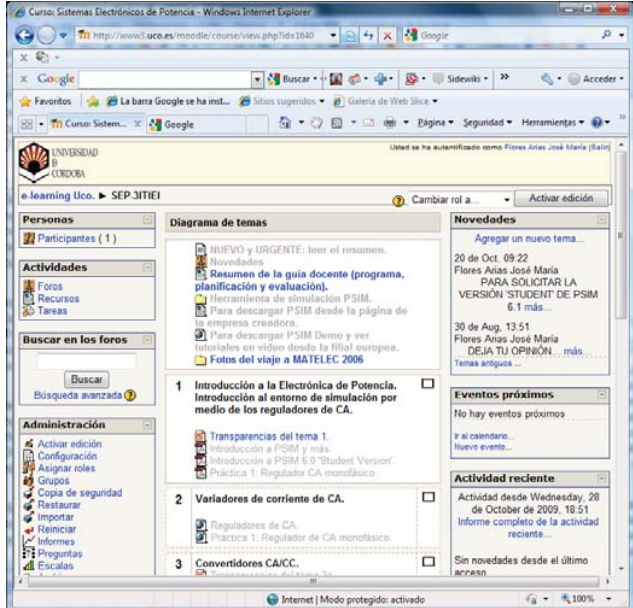 Curso: Sistemas Electrónicos de Potencia - Windows Internet Explorer
http://www3.uco.es/moodle/course/view.php?id=1640
Google
x
x Google
Buscar
Sidewiki
Acceder
Favoritos
La barra Google se ha inst...
Sitios sugeridos
Galería de Web Slice
Curso: Sistem...
Google
Página
Seguridad
Herramientas
UNIVERSIDAD
D
CORDOBA
Usted se ha autentificado como Flores Arias José María (Salir)
e-learning Uco. ► SEP-3ITIEI
Cambiar rol a...
Activar edición
Personas
Participantes ( 1 )
Actividades
Foros
Recursos
Tareas
Buscar en los foros
Buscar
Búsqueda avanzada
Administración
Activar edición
Configuración
Asignar roles
Grupos
Copia de seguridad
Restaurar
Importar
Reiniciar
Informes
Preguntas
Escalas
Diagrama de temas
NUEVO y URGENTE: leer el resumen.
Novedades
Resumen de la guía docente (programa,
planificación y evaluación).
Herramienta de simulación PSIM.
Para descargar PSIM desde la página de
la empresa creadora.
Para descargar PSIM Demo y ver
tutoriales en video desde la filial europea.
Fotos del viaje a MATELEC 2006
1 Introducción a la Electrónica de Potencia.
Introducción al entorno de simulación por
medio de los reguladores de CA.
Transparencias del tema 1.
Introducción a PSIM y más.
Introducción a PSIM 6.0 'Student Version'.
Práctica 1: Regulador CA monofásico.
2 Variadores de corriente de CA.
Reguladores de CA.
Práctica 1: Regulador de CA monofásico.
3 Convertidores CA/CC.
Novedades
Agregar un nuevo tema...
20 de Oct, 09:22
Flores Arias José María
PARA SOLICITAR LA
VERSIÓN 'STUDENT' DE PSIM
6.1 más...
30 de Aug, 13:51
Flores Arias José María
DEJA TU OPINIÓN... más...
Temas antiguos ...
Eventos próximos
No hay eventos próximos
Ir al calendario...
Nuevo evento...
Actividad reciente
Actividad desde Wednesday, 28
de October de 2009, 18:51
Informe completo de la actividad
reciente...
Sin novedades desde el último
acceso
Internet | Modo protegido: activado
100%